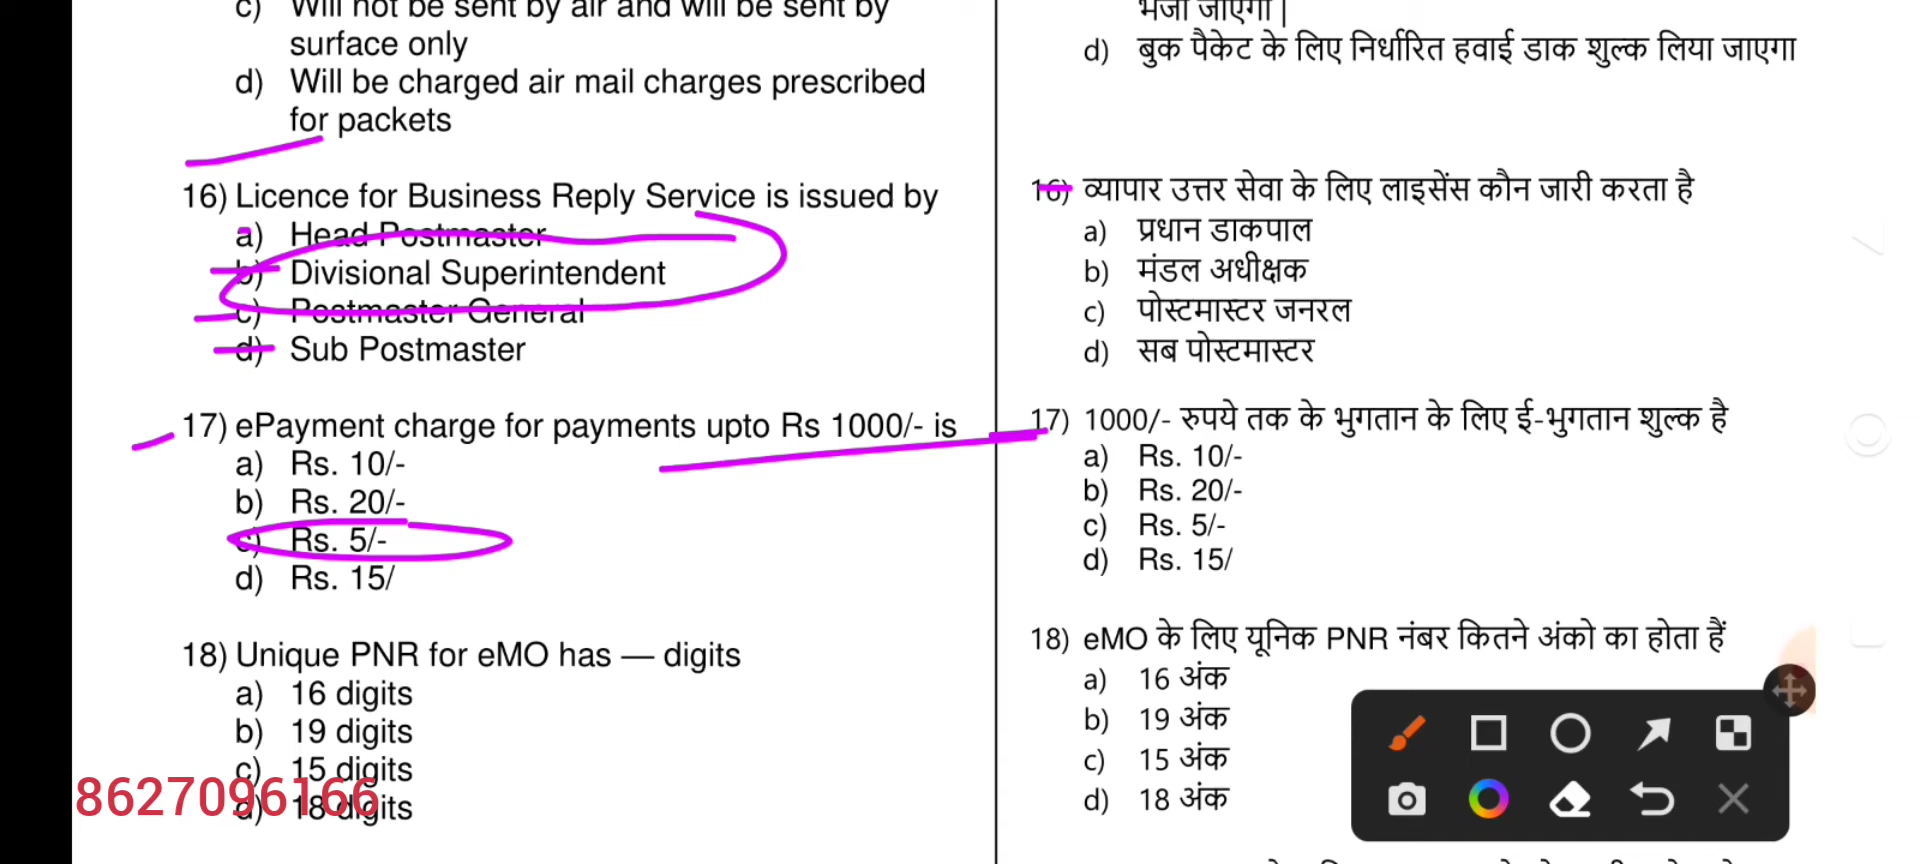 c) Will not be sent by air and will be sent by
surface only
d) Will be charged air mail charges prescribed
for packets
16) Licence for Business Reply Service is issued by
a) Head Postmaster
b) Divisional Superintendent
c) Postmaster General
d) Sub Postmaster
17) ePayment charge for payments upto Rs 1000/- is
a) Rs. 10/-
b) Rs. 20/-
c) Rs. 5/-
d) Rs. 15/
18) Unique PNR for eMO has — digits
a) 16 digits
b) 19 digits
c) 15 digits
d) 18 digits
8627096166
भेजा जाएगा |
d) बुक पैकेट के लिए निर्धारित हवाई डाक शुल्क लिया जाएगा
16) व्यापार उत्तर सेवा के लिए लाइसेंस कौन जारी करता है
a) प्रधान डाकपाल
b) मंडल अधीक्षक
c) पोस्टमास्टर जनरल
d) सब पोस्टमास्टर
17) 1000/- रुपये तक के भुगतान के लिए ई-भुगतान शुल्क है
a) Rs. 10/-
b) Rs. 20/-
c) Rs. 5/-
d) Rs. 15/
18) eMO के लिए यूनिक PNR नंबर कितने अंको का होता हैं
a) 16 अंक
b) 19 अंक
c) 15 अंक
d) 18 अंक